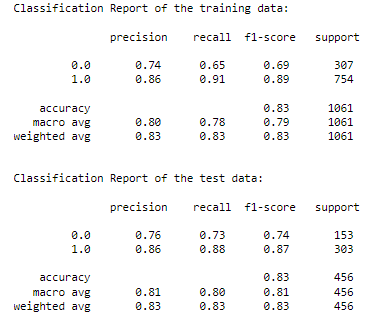 Classification Report of the training data:
precision recall f1-score support
0.0 0.74 0.65 0.69 307
1.0 0.86 0.91 0.89 754
accuracy 0.83 1061
macro avg 0.80 0.78 0.79 1061
weighted avg 0.83 0.83 0.83 1061
Classification Report of the test data:
precision recall f1-score support
0.0 0.76 0.73 0.74 153
1.0 0.86 0.88 0.87 303
accuracy 0.83 456
macro avg 0.81 0.80 0.81 456
weighted avg 0.83 0.83 0.83 456